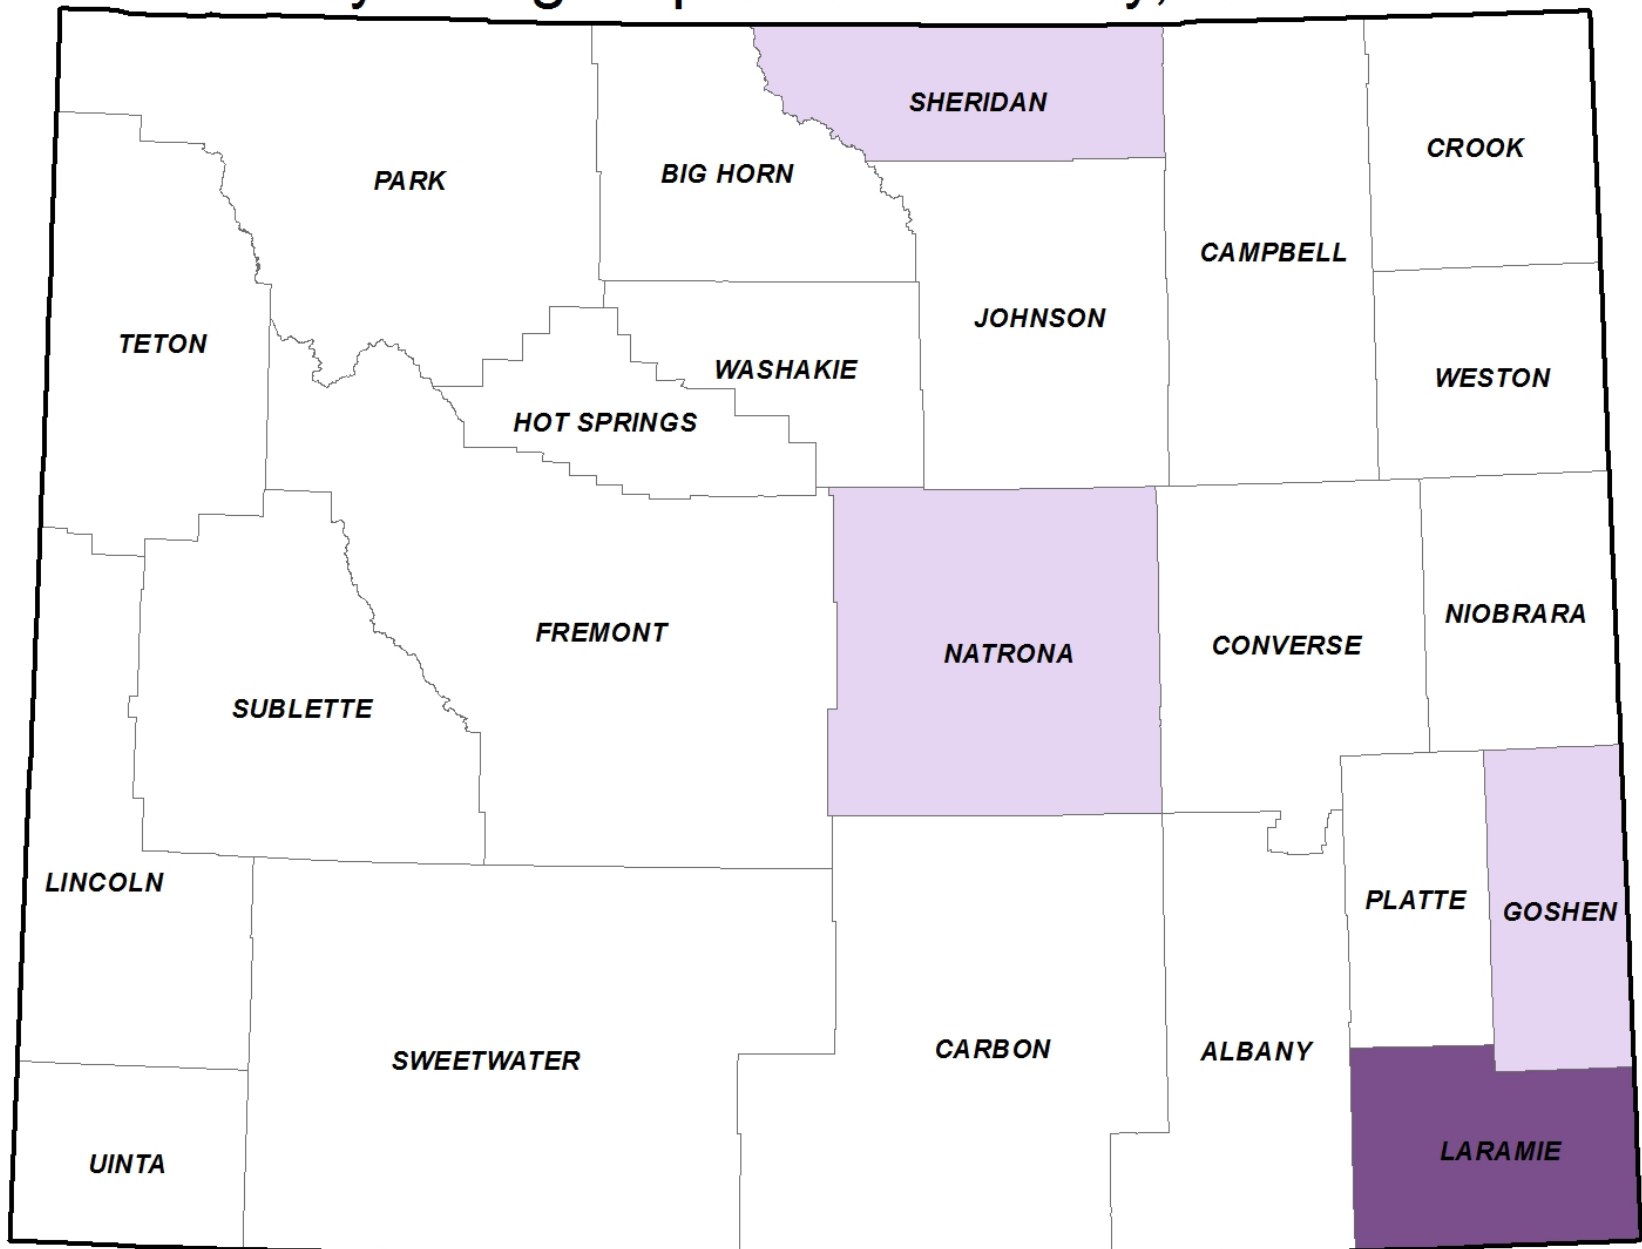 SHERIDAN
CROOK
BIG HORN
PARK
CAMPBELL
JOHNSON
TETON
WASHAKIE
WESTON
HOT SPRINGS
NIOBRARA
FREMONT
CONVERSE
NATRONA
SUBLETTE
LINCOLN
PLATTE
GOSHEN
CARBON
ALBANY
SWEETWATER
LARAMIE
UINTA